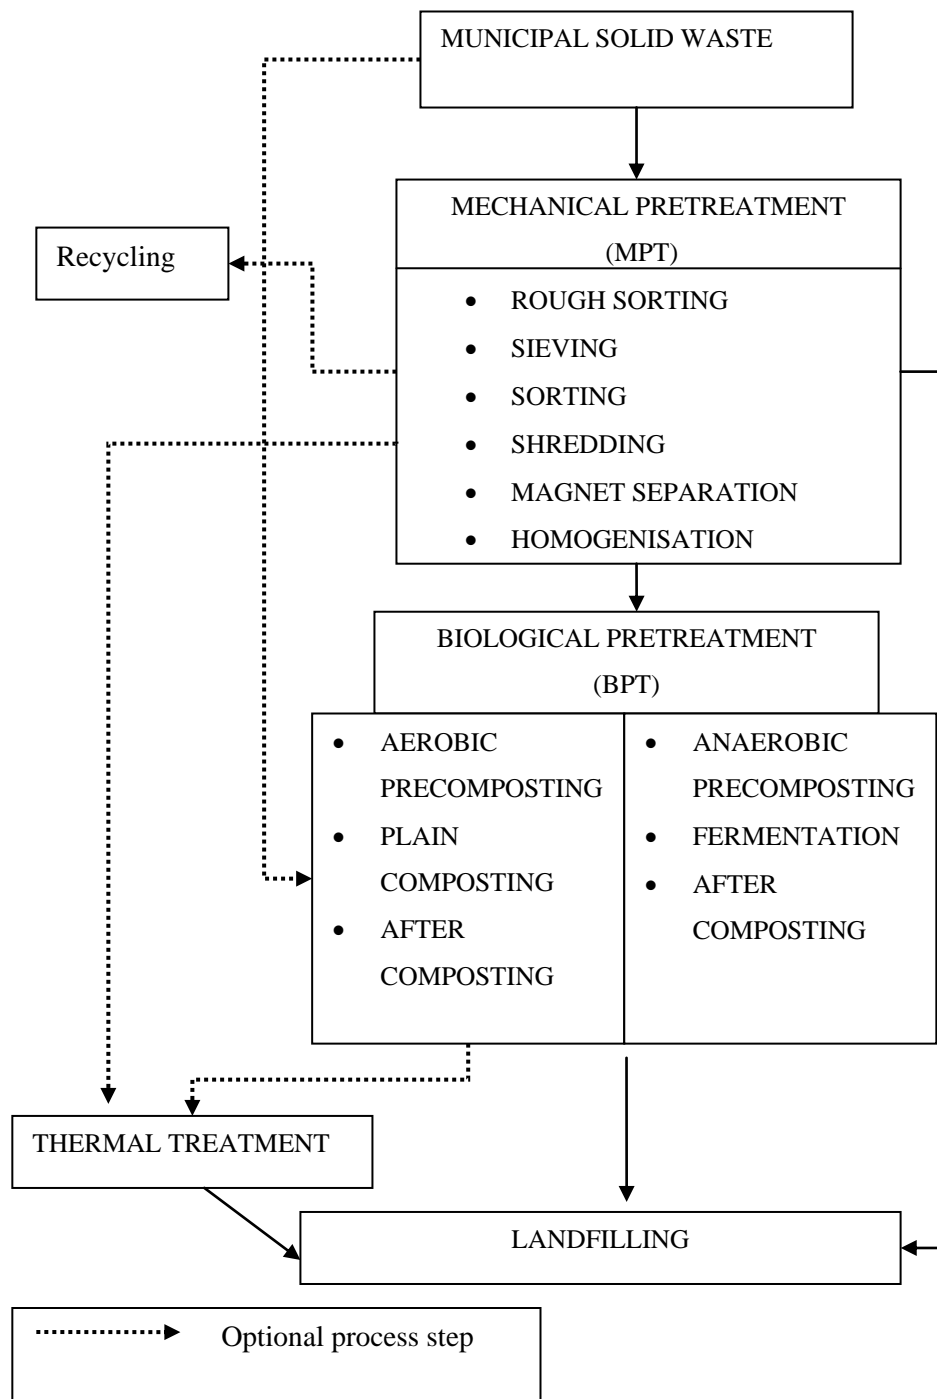 MUNICIPAL SOLID WASTE
MECHANICAL PRETREATMENT
(MPT)
Recycling
• ROUGH SORTING
• SIEVING
• SORTING
• SHREDDING
• MAGNET SEPARATION
• HOMOGENISATION
BIOLOGICAL PRETREATMENT
(BPT)
• AEROBIC
PRECOMPOSTING
• PLAIN
COMPOSTING
• AFTER
COMPOSTING
• ANAEROBIC
PRECOMPOSTING
• FERMENTATION
• AFTER
COMPOSTING
THERMAL TREATMENT
LANDFILLING
Optional process step